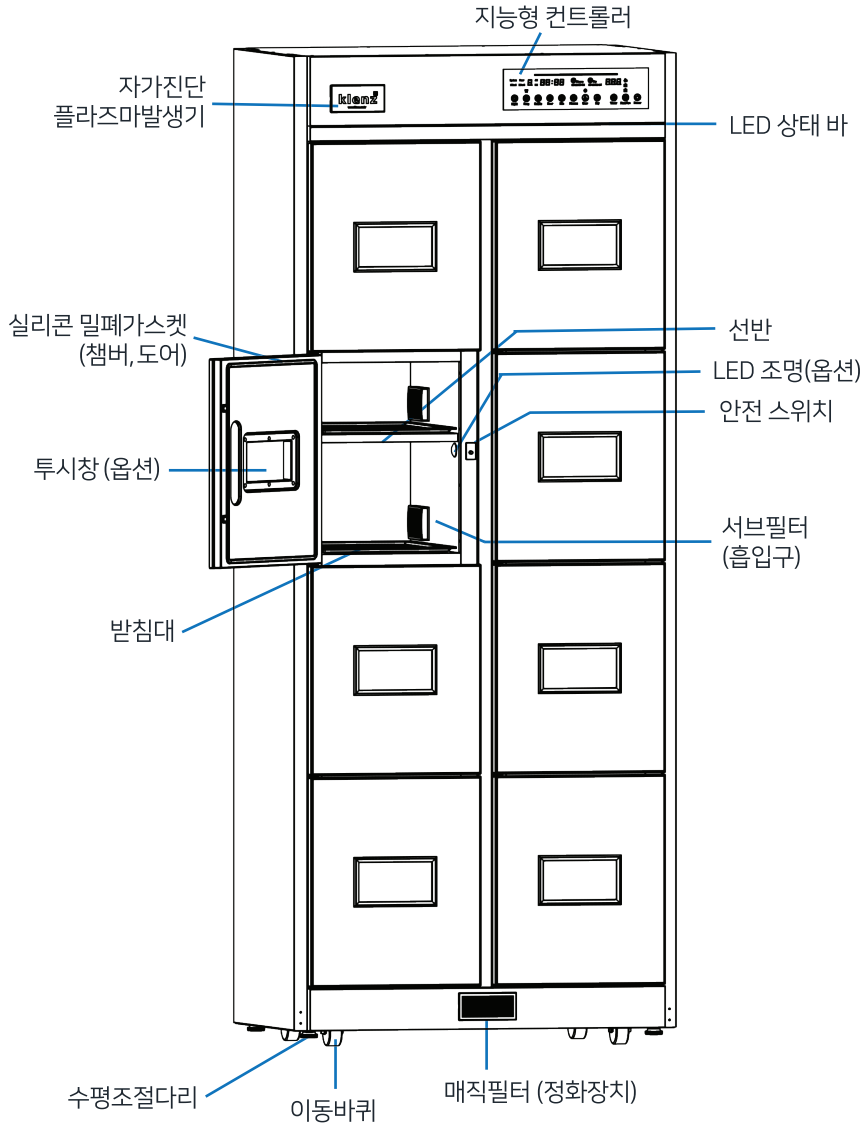 지능형 컨트롤러
자가진단
플라즈마발생기
klenz
LED 상태 바
실리콘 밀폐가스켓
(챔버,도어)
선반
LED 조명(옵션)
안전 스위치
투시창 (옵션)
서브필터
(흡입구)
받침대
수평조절다리
이동바퀴
매직필터 (정화장치)